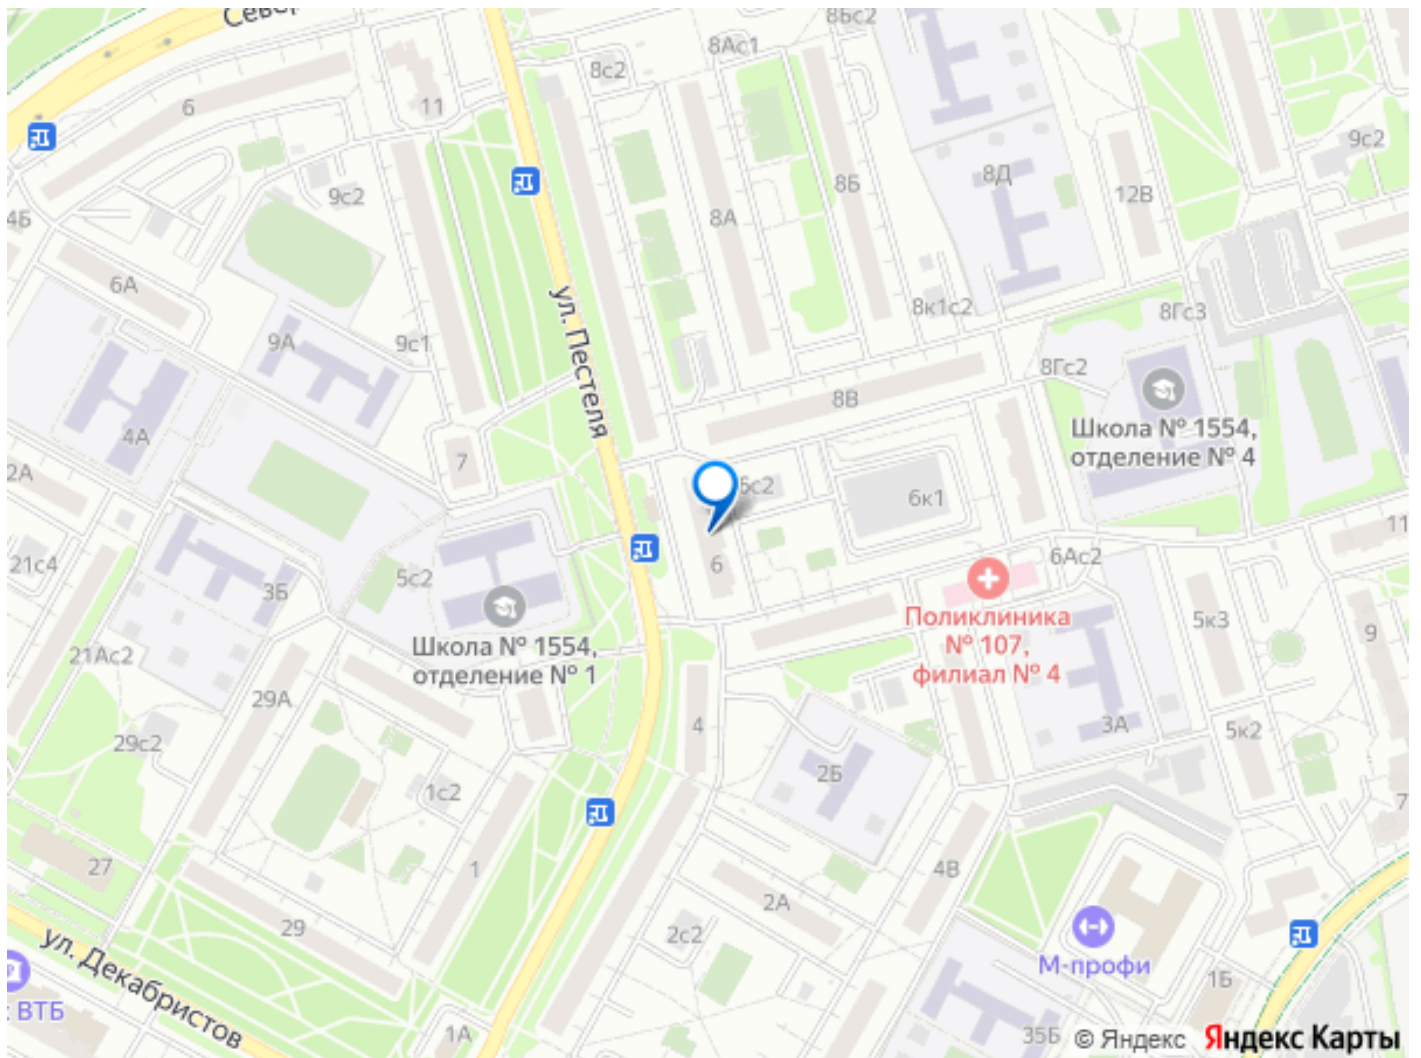 Север
8Бс2
8Ас1
8с2
6
11
9с2
9с2
8Б
8Д
12В
4Б
8А
6А
8к1с2
8Гс3
9А
9с1
ул. Пестеля
8Гс2
8В
4А
Школа № 1554,
отделение № 4
7
2А
6с2
6к1
11
21с4
6
6Ас2
5с2
3Б
Поликлиника
№ 107,
филиал № 4
5к3
9
Школа № 1554,
отделение № 1
21Ас2
29А
4
3А
5к2
29с2
2Б
1с2
7
27
1
4В
2А
29
2с2
ул. Декабристов
М-профи
1Б
ВТБ
1А
35Б
© Яндекс Яндекс Карты